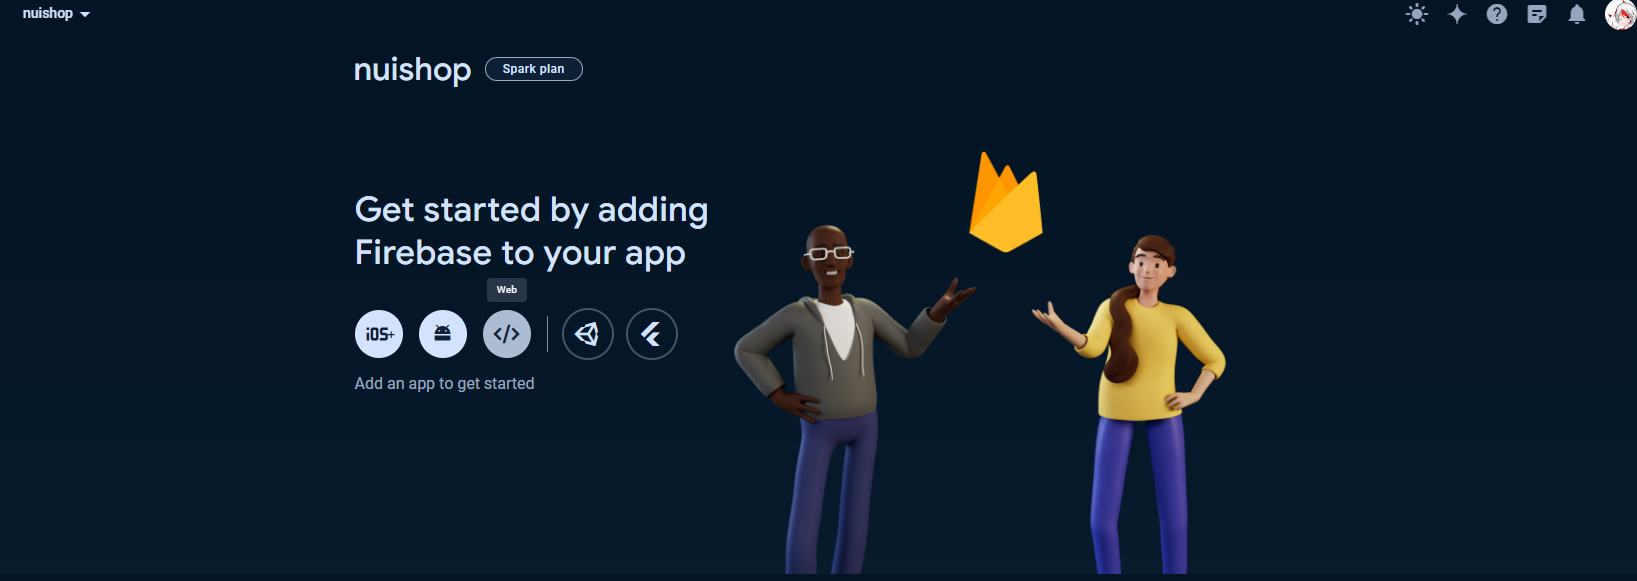 nuishop
nuishop
Spark plan
Get started by adding
Firebase to your app
Web
iOS+
Add an app to get started